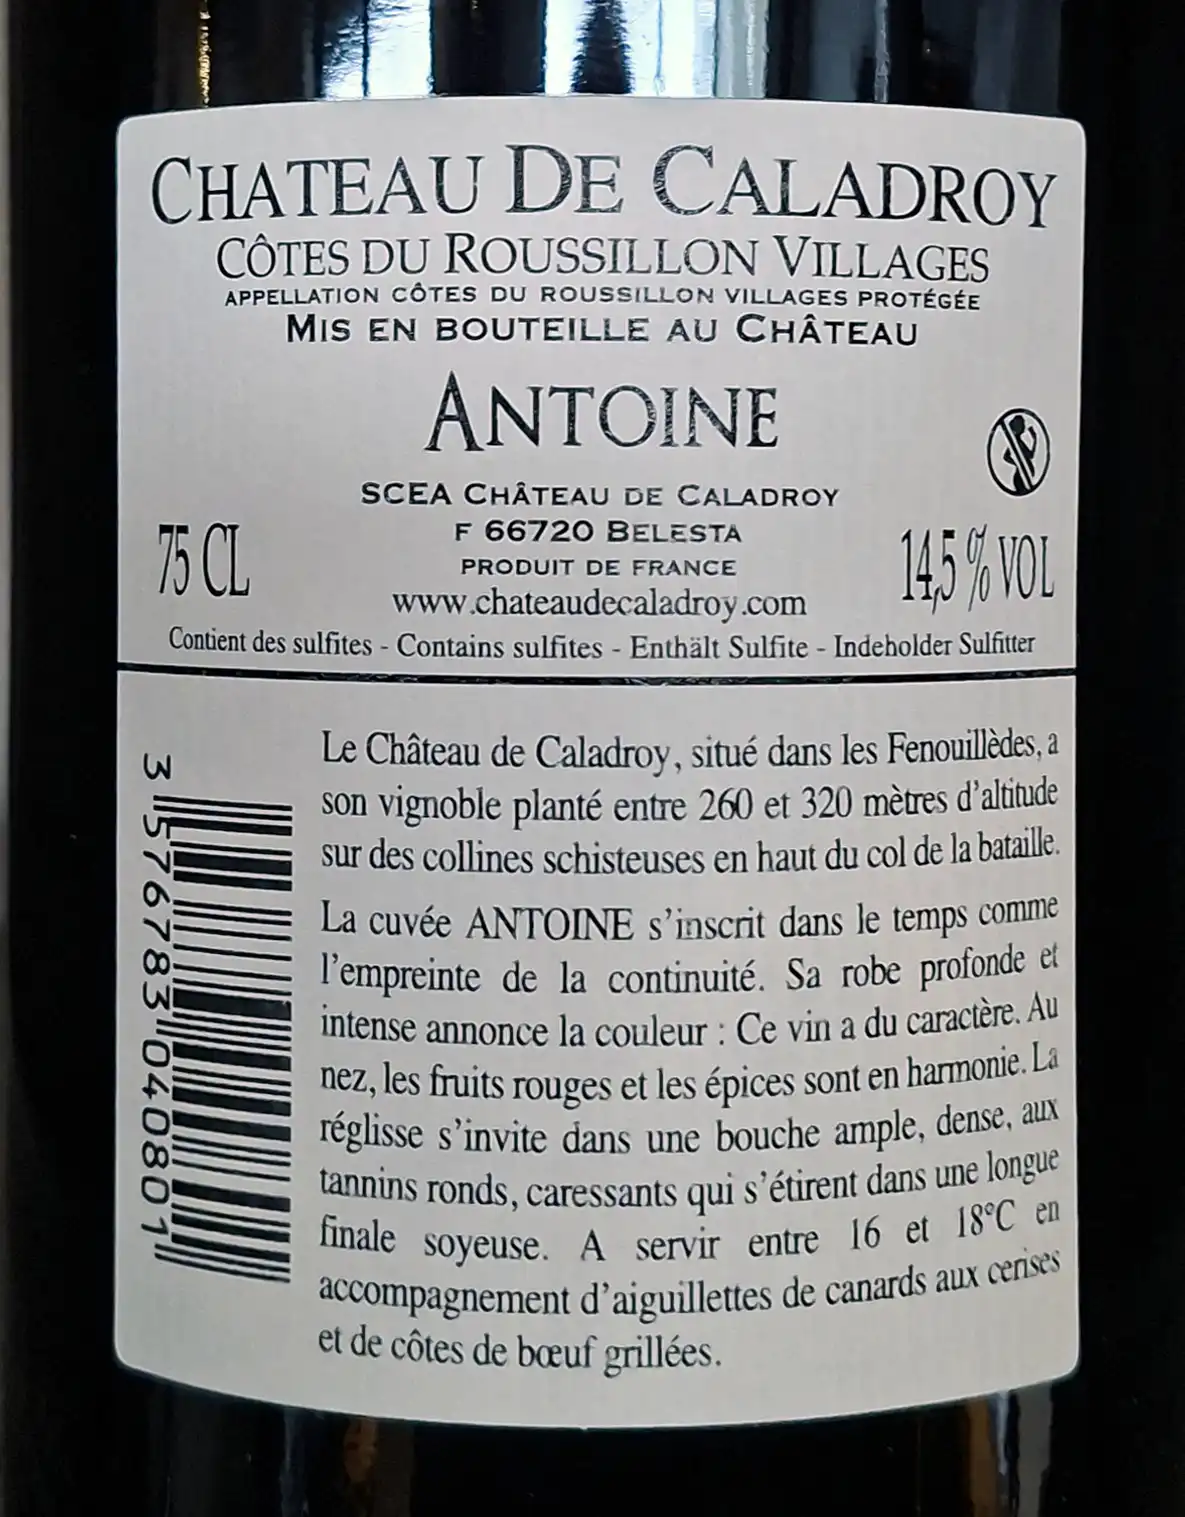 CHATEAU DE CALADROY
CÔTES DU ROUSSILLON VILLAGES
APPELLATION CÔTES DU ROUSSILLON VILLAGES PROTÉGÉE
MIS EN BOUTEILLE AU CHÂTEAU
ANTOINE
SCEA CHÂTEAU DE CALADROY
F 66720 BELESTA
75 CL
14,5 % VOL
PRODUIT DE FRANCE
www.chateaudecaladroy.com
Contient des sulfites - Contains sulfites - Enthält Sulfite - Indeholder Sulfitter
Le Château de Caladroy, situé dans les Fenouillèdes, a
son vignoble planté entre 260 et 320 mètres d'altitude
sur des collines schisteuses en haut du col de la bataille.
La cuvée ANTOINE s'inscrit dans le temps comme
l'empreinte de la continuité. Sa robe profonde et
intense annonce la couleur : Ce vin a du caractère. Au
nez, les fruits rouges et les épices sont en harmonie. La
réglisse s'invite dans une bouche ample, dense, aux
tannins ronds, caressants qui s'étirent dans une longue
finale soyeuse. A servir entre 16 et 18°C en
accompagnement d'aiguillettes de canards aux cerises
et de côtes de bœuf grillées.
3 576783 040801